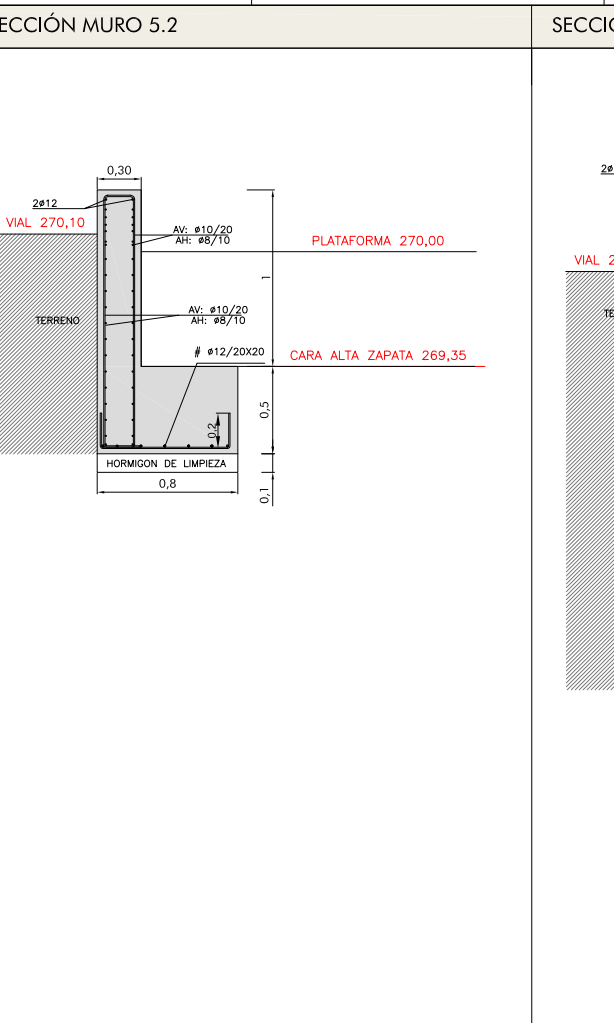 ECCIÓN MURO 5.2
SECCIÓ
0,30
2ø12
2ø
VIAL 270,10
AV: ø10/20
AH: ø8/10
PLATAFORMA 270,00
VIAL 2
1
TERRENO
TE
AV: ø10/20
AH: ø8/10
# ø12/20X20
CARA ALTA ZAPATA 269,35
0,5
0,2
HORMIGON DE LIMPIEZA
0,8
0,1